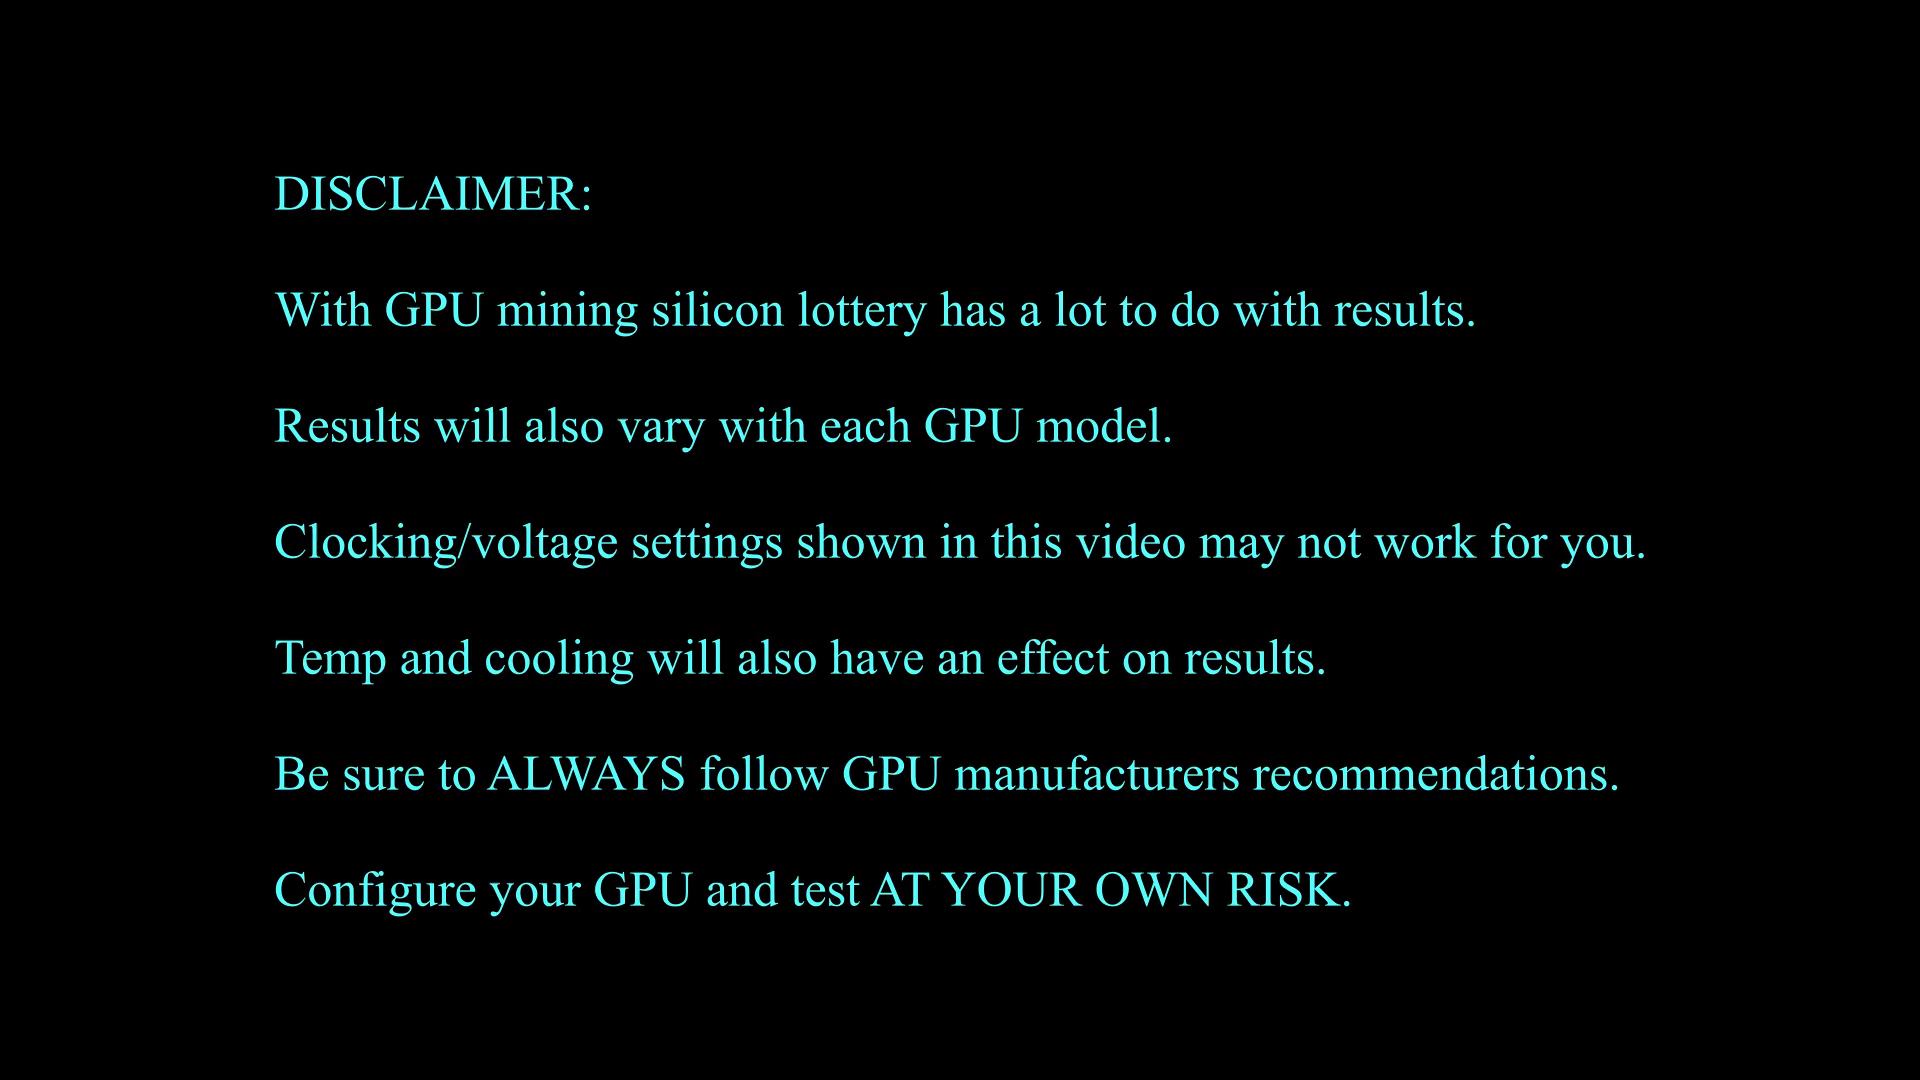 DISCLAIMER:
With GPU mining silicon lottery has a lot to do with results.
Results will also vary with each GPU model.
Clocking/voltage settings shown in this video may not work for you.
Temp and cooling will also have an effect on results.
Be sure to ALWAYS follow GPU manufacturers recommendations.
Configure your GPU and test AT YOUR OWN RISK.